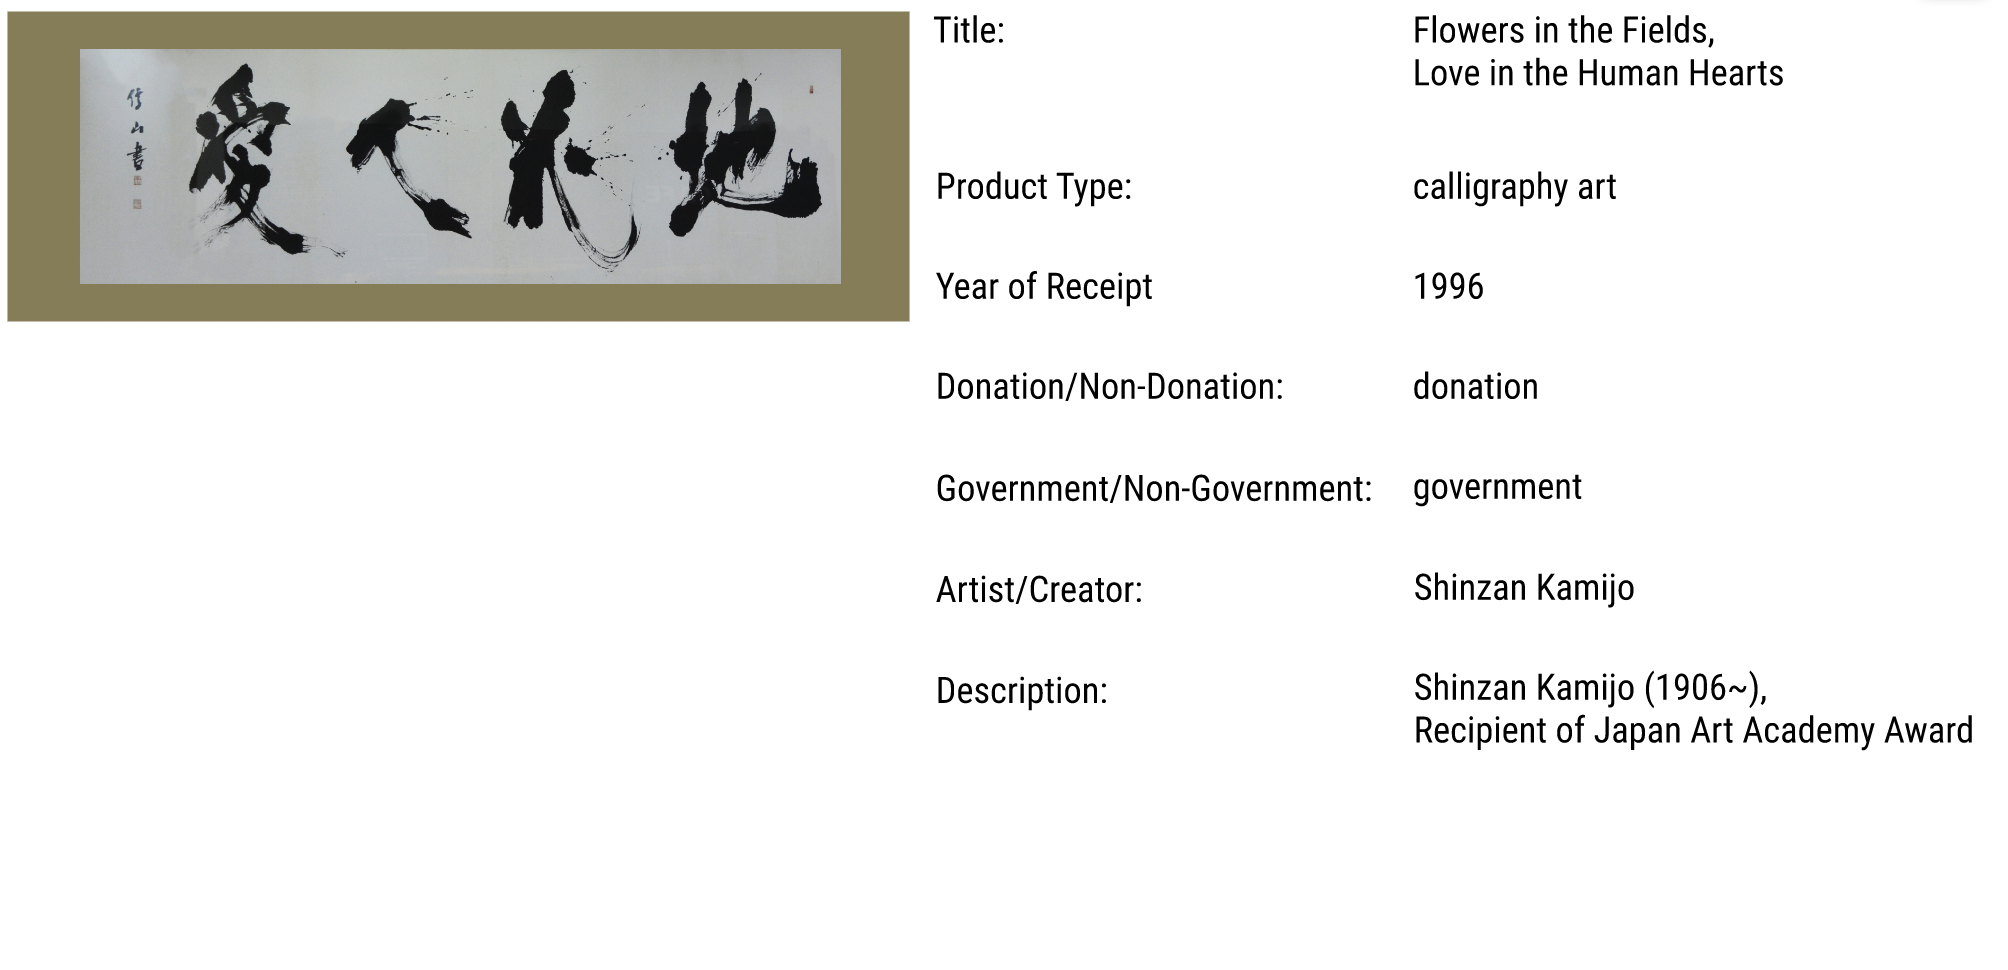 地花人愛
信山書
Title:
Flowers in the Fields,
Love in the Human Hearts
Product Type:
calligraphy art
Year of Receipt
1996
Donation/Non-Donation:
donation
Government/Non-Government:
government
Artist/Creator:
Shinzan Kamijo
Description:
Shinzan Kamijo (1906~),
Recipient of Japan Art Academy Award